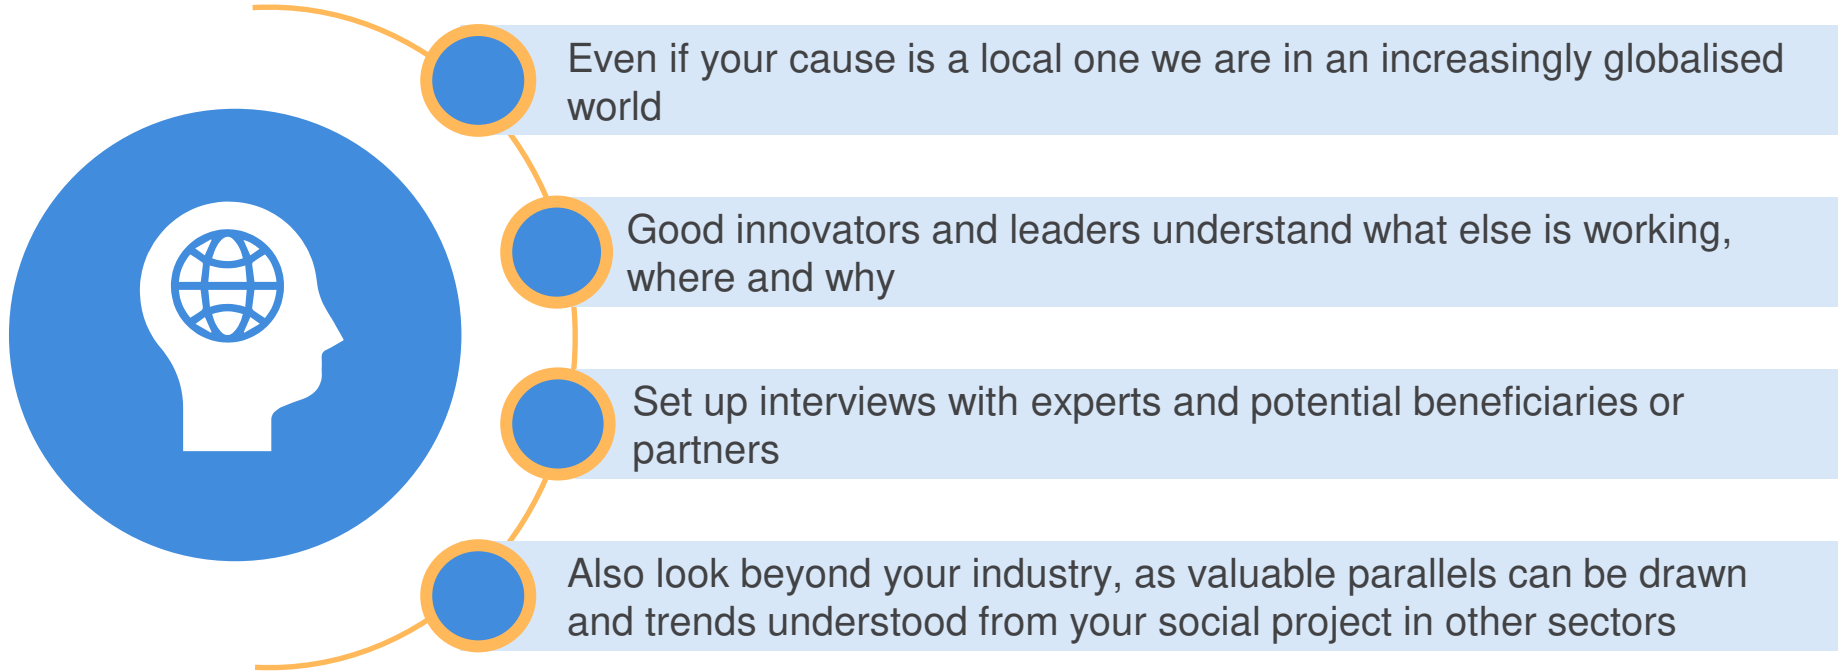 Even if your cause is a local one we are in an increasingly globalised
world
Good innovators and leaders understand what else is working,
where and why
Set up interviews with experts and potential beneficiaries or
partners
Also look beyond your industry, as valuable parallels can be drawn
and trends understood from your social project in other sectors